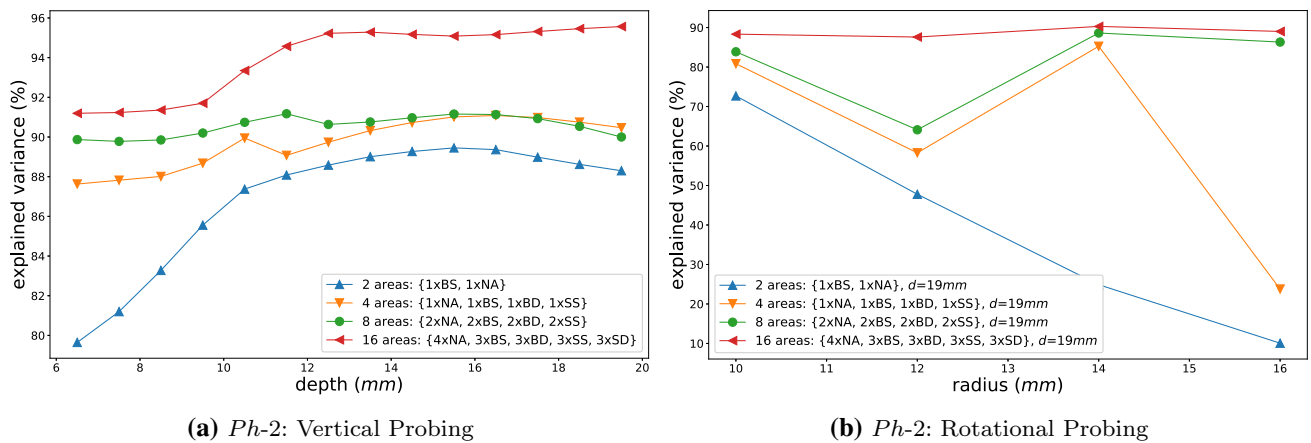 96
94
92
90
88
86
84
82
80
explained variance (%)
6
8
10
12
14
16
18
20
depth (mm)
2 areas: {1xBS, 1xNA}
4 areas: {1xNA, 1xBS, 1xBD, 1xSS}
8 areas: {2xNA, 2xBS, 2xBD, 2xSS}
16 areas: {4xNA, 3xBS, 3xBD, 3xSS, 3xSD}
(a) Ph-2: Vertical Probing
90
80
70
60
50
40
30
20
10
explained variance (%)
10
11
12
13
14
15
16
radius (mm)
2 areas: {1xBS, 1xNA}, d=19mm
4 areas: {1xNA, 1xBS, 1xBD, 1xSS}, d=19mm
8 areas: {2xNA, 2xBS, 2xBD, 2xSS}, d=19mm
16 areas: {4xNA, 3xBS, 3xBD, 3xSS, 3xSD}, d=19mm
(b) Ph-2: Rotational Probing